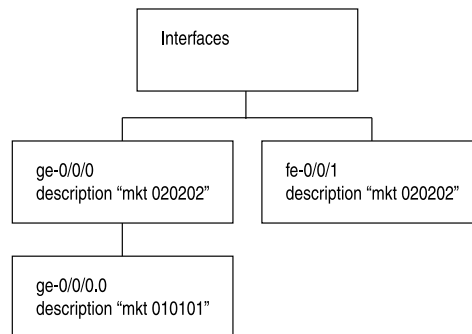 Interfaces
ge-0/0/0
description “mkt 020202”
fe-0/0/1
description “mkt 020202”
ge-0/0/0.0
description “mkt 010101”